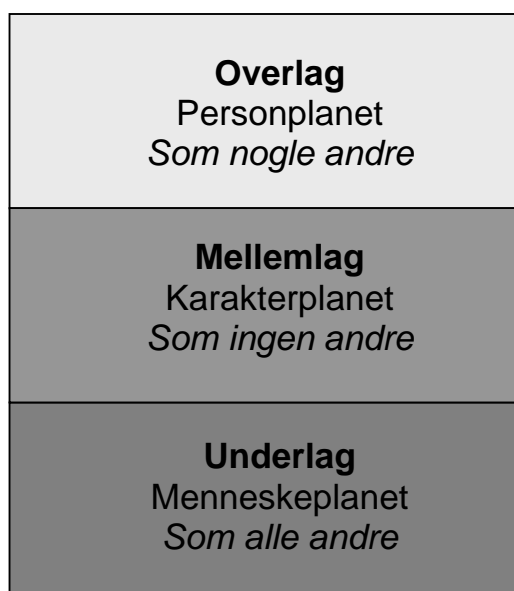 Overlag
Personplanet
Som nogle andre
Mellemlag
Karakterplanet
Som ingen andre
Underlag
Menneskeplanet
Som alle andre